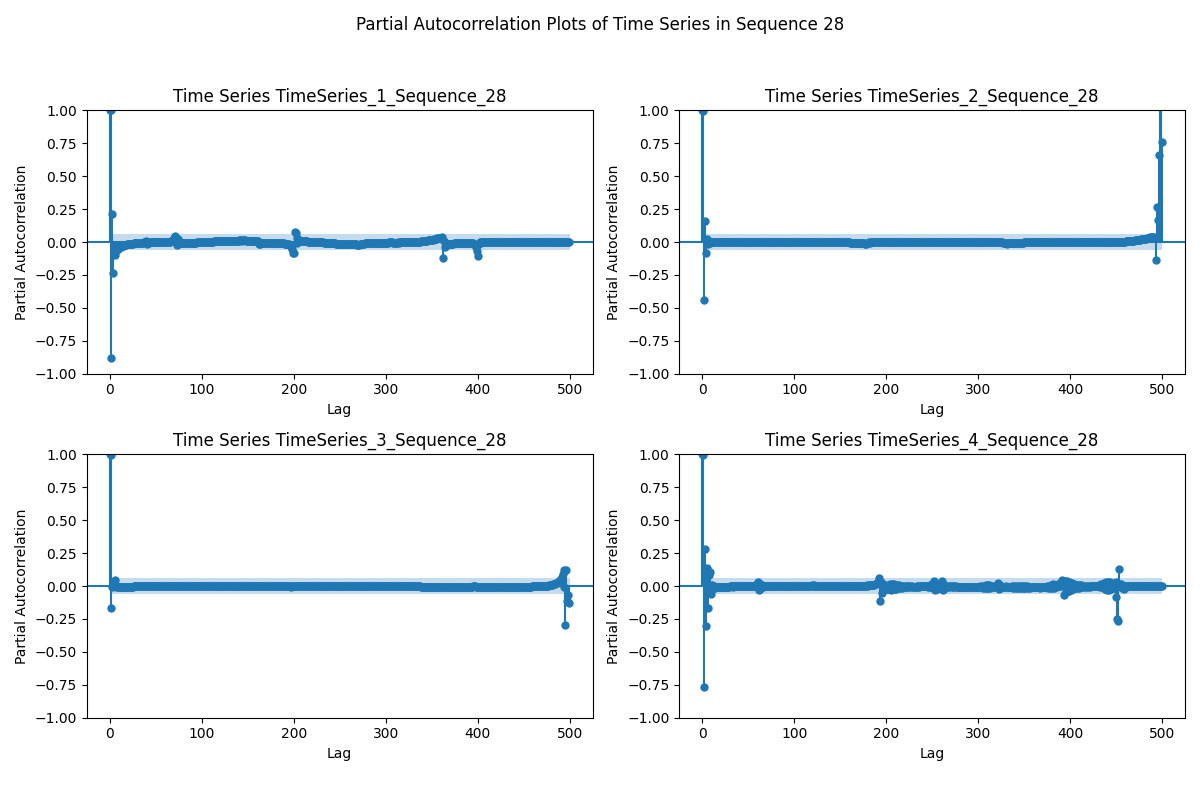 Partial Autocorrelation Plots of Time Series in Sequence 28
Time Series TimeSeries_1_Sequence_28
Partial Autocorrelation
1.00
0.75
0.50
0.25
0.00
−0.25
−0.50
−0.75
−1.00
0 100 200 300 400 500
Lag
Time Series TimeSeries_2_Sequence_28
Partial Autocorrelation
1.00
0.75
0.50
0.25
0.00
−0.25
−0.50
−0.75
−1.00
0 100 200 300 400 500
Lag
Time Series TimeSeries_3_Sequence_28
Partial Autocorrelation
1.00
0.75
0.50
0.25
0.00
−0.25
−0.50
−0.75
−1.00
0 100 200 300 400 500
Lag
Time Series TimeSeries_4_Sequence_28
Partial Autocorrelation
1.00
0.75
0.50
0.25
0.00
−0.25
−0.50
−0.75
−1.00
0 100 200 300 400 500
Lag